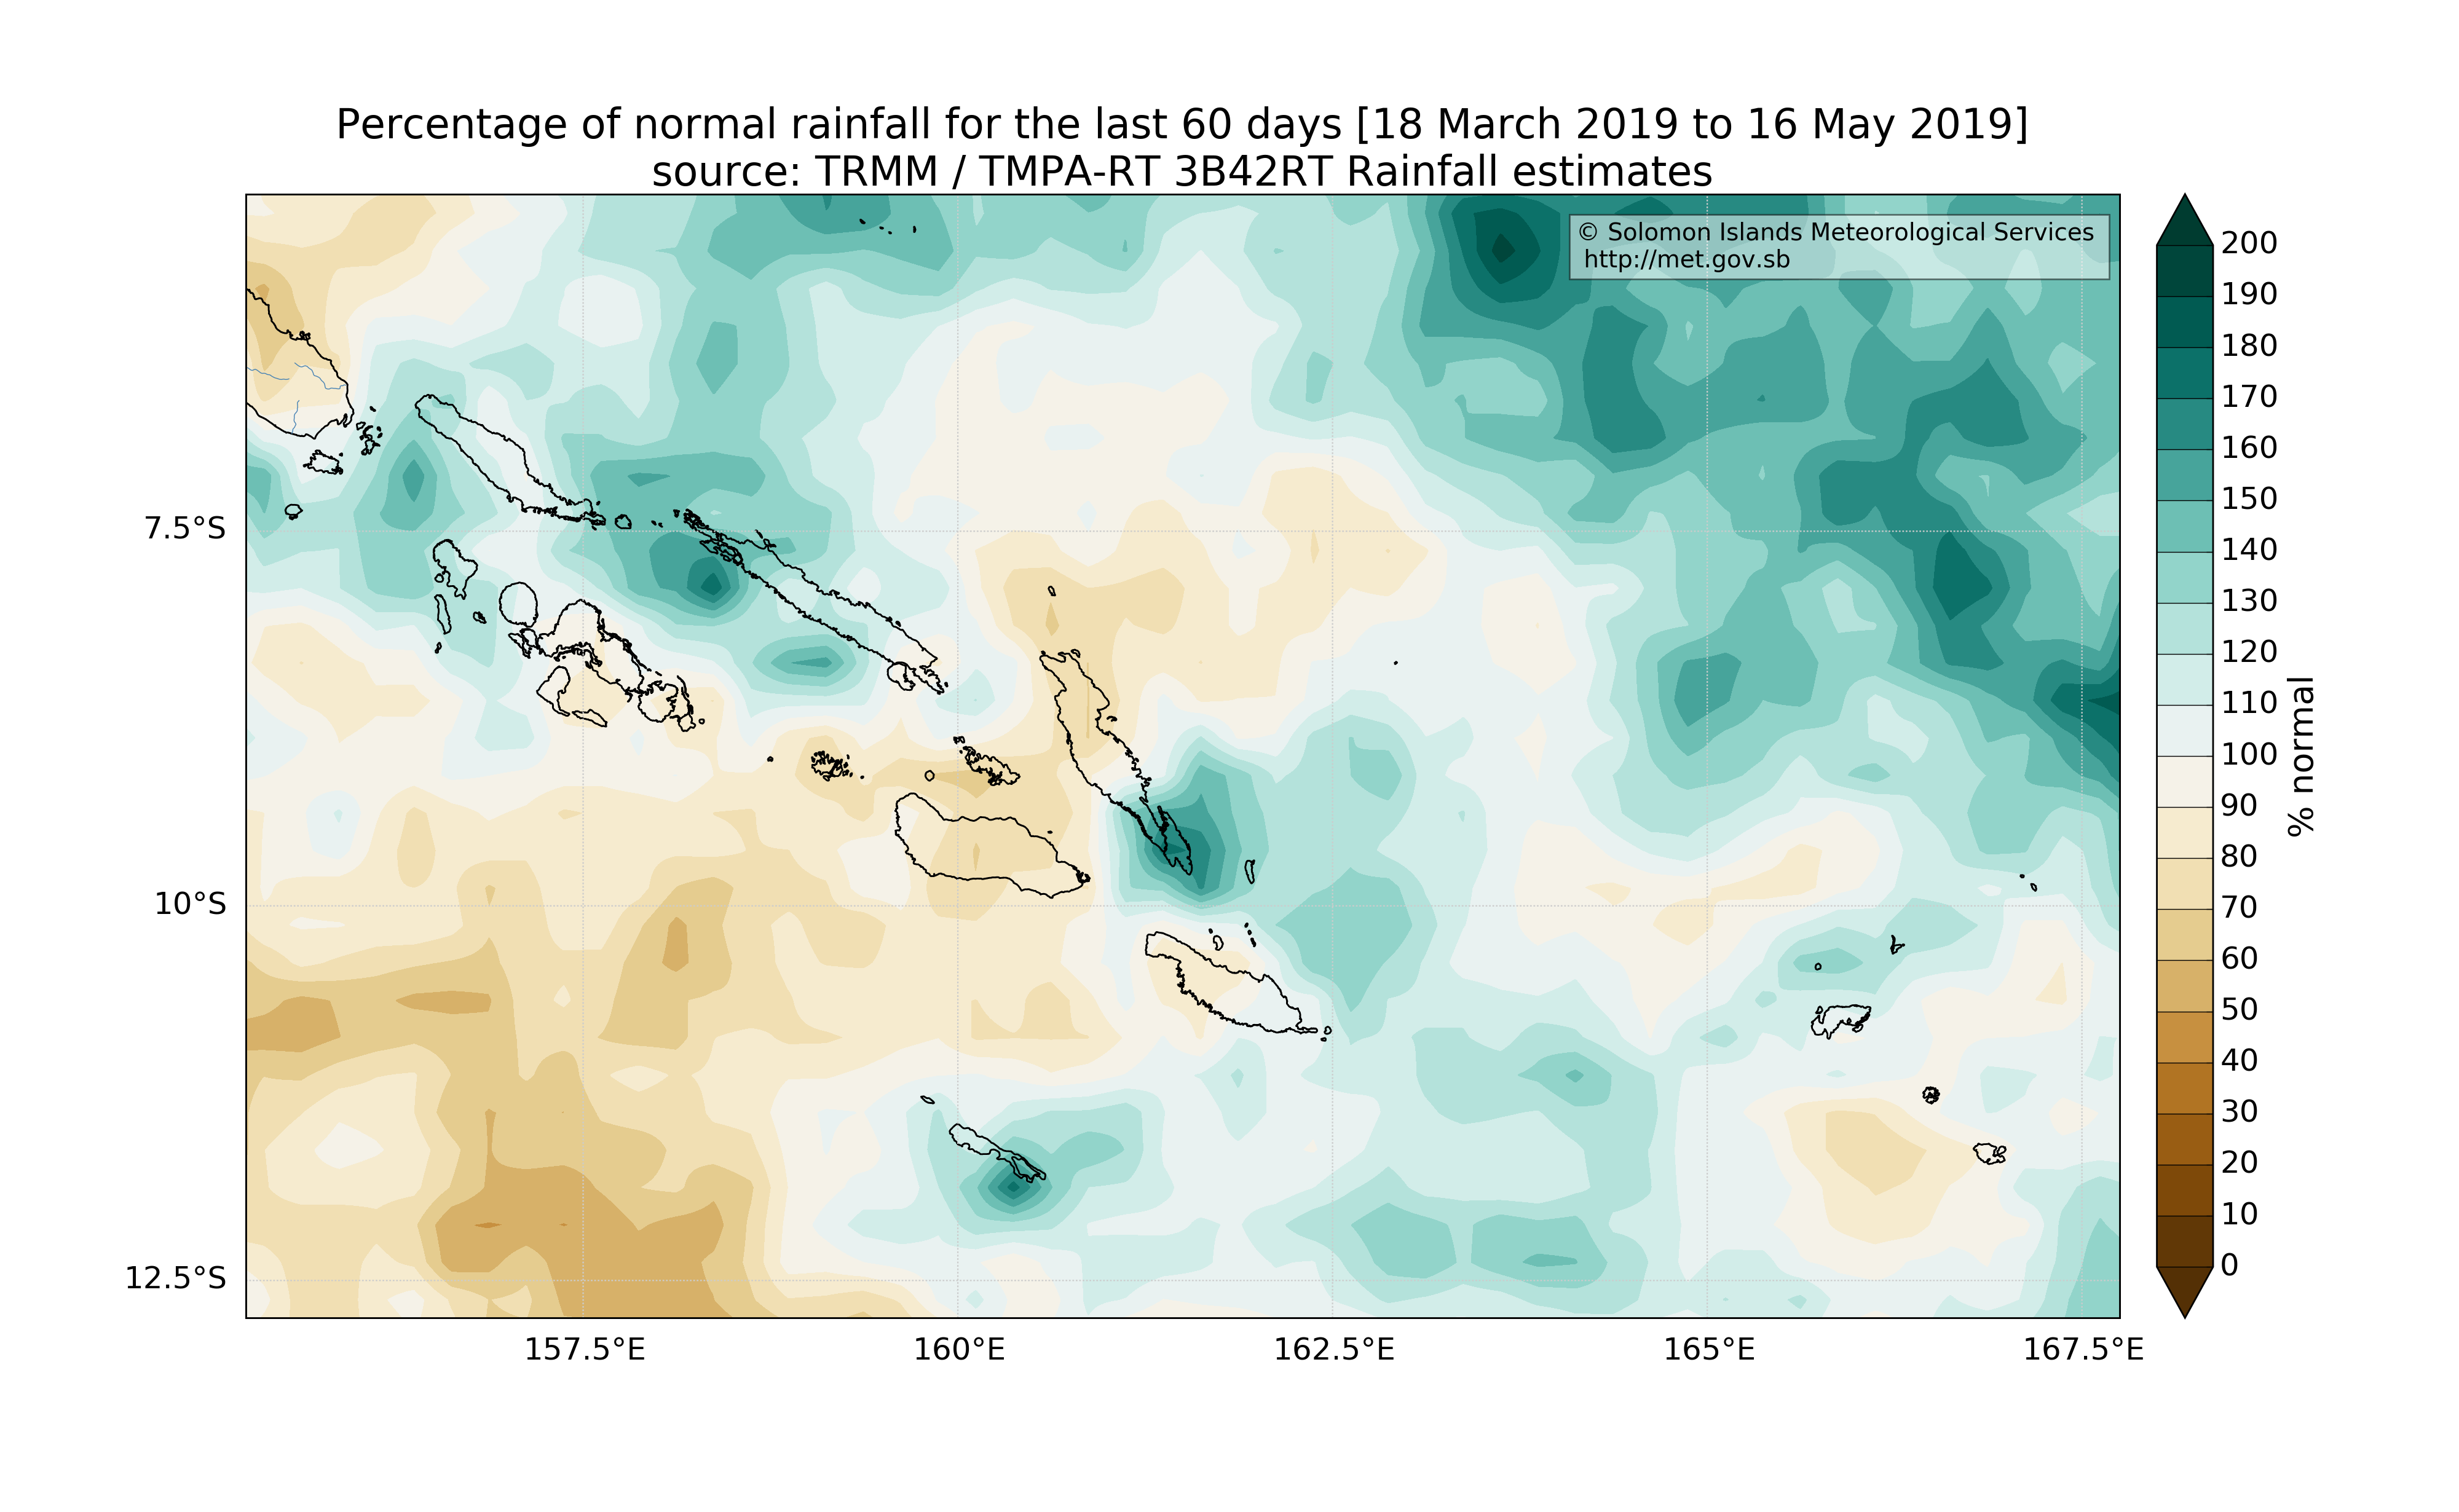 Percentage of normal rainfall for the last 60 days [18 March 2019 to 16 May 2019]
source: TRMM / TMPA-RT 3B42RT Rainfall estimates
© Solomon Islands Meteorological Services
http://met.gov.sb
7.5°S
10°S
12.5°S
157.5°E
160°E
162.5°E
165°E
167.5°E
200
190
180
170
160
150
140
130
120
110
100
90
80
70
60
50
40
30
20
10
0
% normal